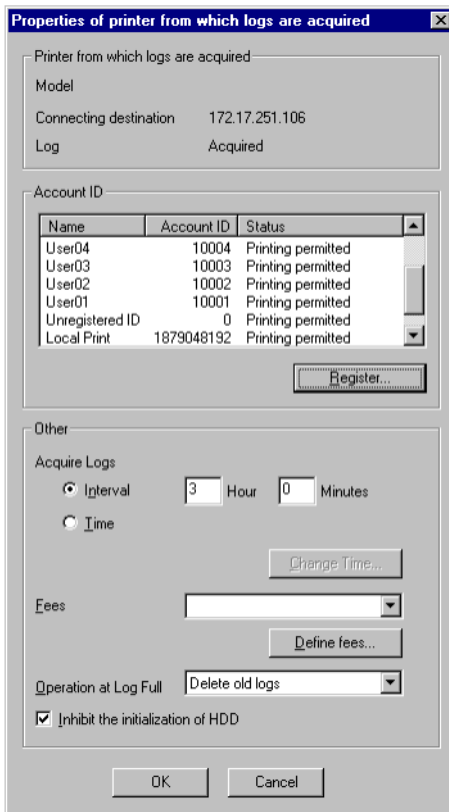 Properties of printer from which logs are acquired
Printer from which logs are acquired
Model
Connecting destination 172.17.251.106
Log Acquired
Account ID
Name Account ID Status
User04 10004 Printing permitted
User03 10003 Printing permitted
User02 10002 Printing permitted
User01 10001 Printing permitted
Unregistered ID 0 Printing permitted
Local Print 1879048192 Printing permitted
Register...
Other
Acquire Logs
Interval 3 Hour 0 Minutes
Time
Change Time...
Fees
Define fees...
Operation at Log Full Delete old logs
Inhibit the initialization of HDD
OK Cancel